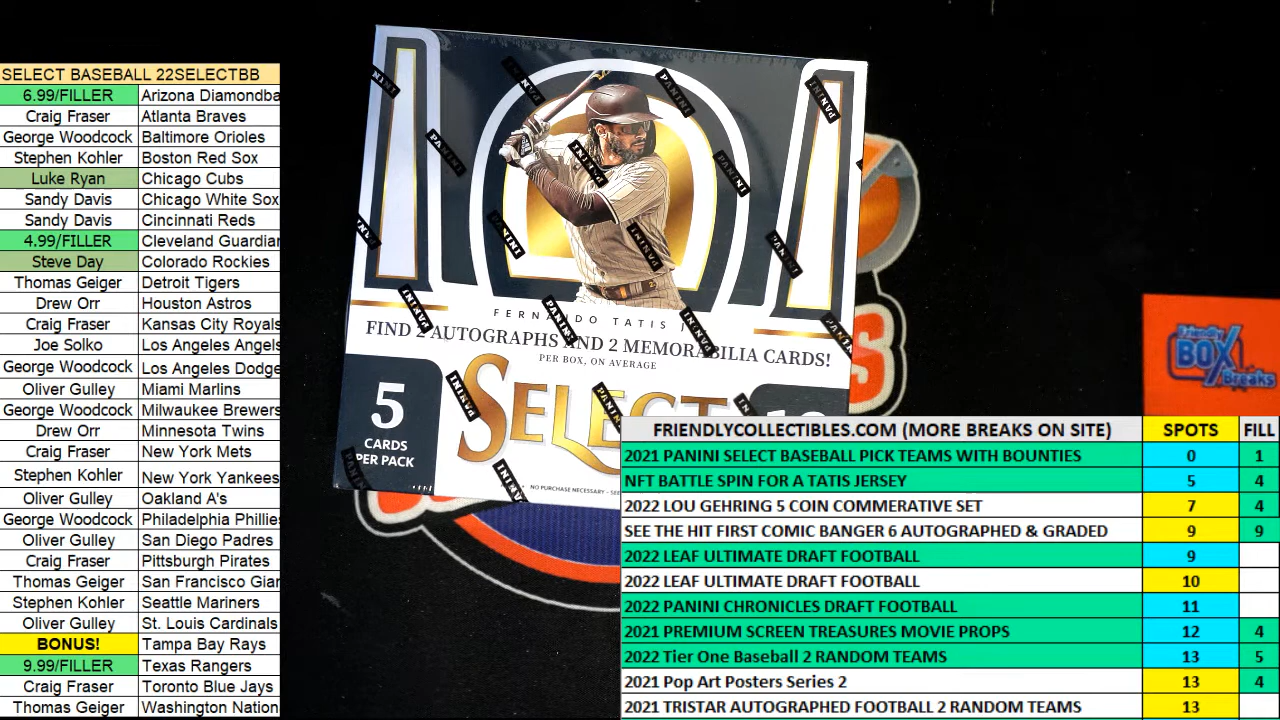 SELECT BASEBALL 22SELECTBB
6.99/FILLER Arizona Diamondba
Craig Fraser Atlanta Braves
George Woodcock Baltimore Orioles
Stephen Kohler Boston Red Sox
Luke Ryan Chicago Cubs
Sandy Davis Chicago White Sox
Sandy Davis Cincinnati Reds
4.99/FILLER Cleveland Guardian
Steve Day Colorado Rockies
Thomas Geiger Detroit Tigers
Drew Orr Houston Astros
Craig Fraser Kansas City Royals
Joe Solko Los Angeles Angels
George Woodcock Los Angeles Dodge
Oliver Gulley Miami Marlins
George Woodcock Milwaukee Brewers
Drew Orr Minnesota Twins
Craig Fraser New York Mets
Stephen Kohler New York Yankees
Oliver Gulley Oakland A's
George Woodcock Philadelphia Phillies
Oliver Gulley San Diego Padres
Craig Fraser Pittsburgh Pirates
Thomas Geiger San Francisco Gian
Stephen Kohler Seattle Mariners
Oliver Gulley St. Louis Cardinals
BONUS! Tampa Bay Rays
9.99/FILLER Texas Rangers
Craig Fraser Toronto Blue Jays
Thomas Geiger Washington Nation
PANINI
FERNANDO TATIS
FIND 2 AUTOGRAPHS AND 2 MEMORABILIA CARDS!
PER BOX, ON AVERAGE
5
CARDS
PER PACK
SELECT
NO PURCHASE NECESSARY
Friendly
BOX
Breaks
FRIENDLYCOLLECTIBLES.COM (MORE BREAKS ON SITE) SPOTS FILL
2021 PANINI SELECT BASEBALL PICK TEAMS WITH BOUNTIES 0 1
NFT BATTLE SPIN FOR A TATIS JERSEY 5 4
2022 LOU GEHRING 5 COIN COMMERATIVE SET 7 4
SEE THE HIT FIRST COMIC BANGER 6 AUTOGRAPHED & GRADED 9 9
2022 LEAF ULTIMATE DRAFT FOOTBALL 9
2022 LEAF ULTIMATE DRAFT FOOTBALL 10
2022 PANINI CHRONICLES DRAFT FOOTBALL 11
2021 PREMIUM SCREEN TREASURES MOVIE PROPS 12 4
2022 Tier One Baseball 2 RANDOM TEAMS 13 5
2021 Pop Art Posters Series 2 13 4
2021 TRISTAR AUTOGRAPHED FOOTBALL 2 RANDOM TEAMS 13